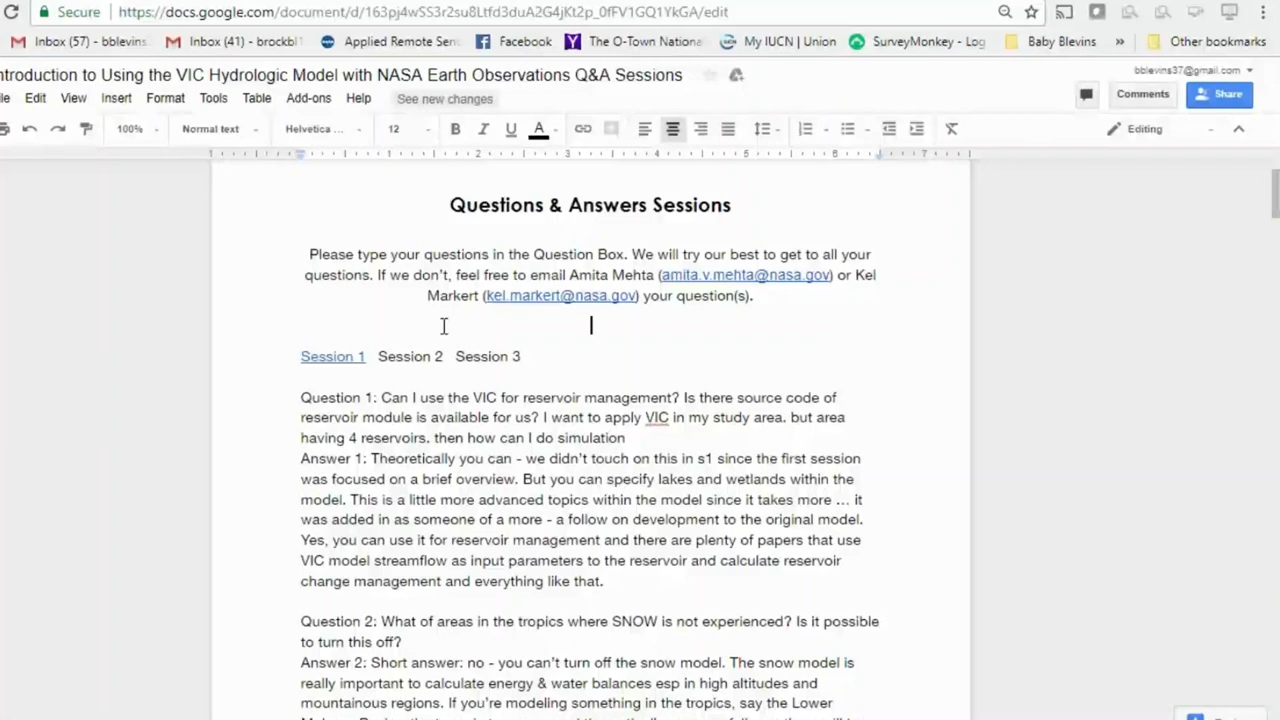 Secure https://docs.google.com/document/d/163pj4wSS3r2su8Ltfd3duA2G4jKt2p_0fFV1GQ1YkGA/edit
Inbox (57) - bblevins Inbox (41) - brockbl Applied Remote Sen Facebook The O-Town Nationa My IUCN | Union SurveyMonkey - Log Baby Blevins » Other bookmarks
ntroduction to Using the VIC Hydrologic Model with NASA Earth Observations Q&A Sessions
bblevins37@gmail.com
le Edit View Insert Format Tools Table Add-ons Help See new changes
Comments Share
100% Normal text Helvetica ... 12 B I U A Editing
1 1 2 3 4 5 6 7
Questions & Answers Sessions
Please type your questions in the Question Box. We will try our best to get to all your
questions. If we don't, feel free to email Amita Mehta (amita.v.mehta@nasa.gov) or Kel
Markert (kel.markert@nasa.gov) your question(s).
Session 1 Session 2 Session 3
Question 1: Can I use the VIC for reservoir management? Is there source code of
reservoir module is available for us? I want to apply VIC in my study area. but area
having 4 reservoirs. then how can I do simulation
Answer 1: Theoretically you can - we didn't touch on this in s1 since the first session
was focused on a brief overview. But you can specify lakes and wetlands within the
model. This is a little more advanced topics within the model since it takes more ... it
was added in as someone of a more - a follow on development to the original model.
Yes, you can use it for reservoir management and there are plenty of papers that use
VIC model streamflow as input parameters to the reservoir and calculate reservoir
change management and everything like that.
Question 2: What of areas in the tropics where SNOW is not experienced? Is it possible
to turn this off?
Answer 2: Short answer: no - you can't turn off the snow model. The snow model is
really important to calculate energy & water balances esp in high altitudes and
mountainous regions. If you're modeling something in the tropics, say the Lower